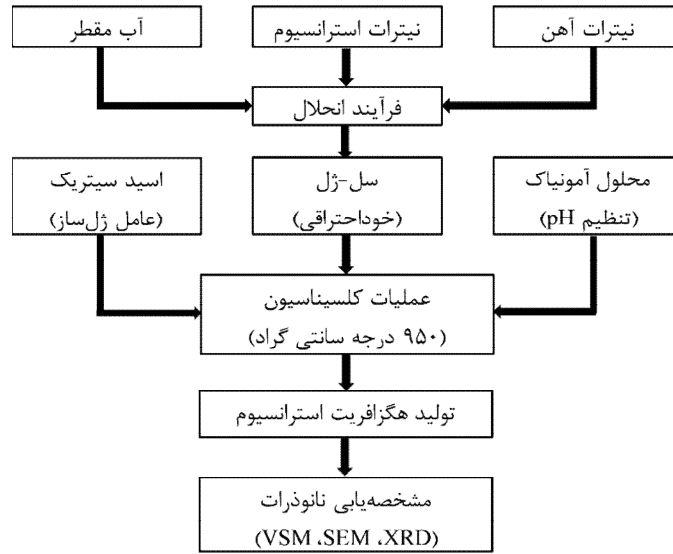 نیترات آهن
نیترات استرانسیوم
آب مقطر
فرآیند انحلال
محلول آمونیاک
(تنظیم pH)
سل-ژل
(خوداحتراقی)
اسید سیتریک
(عامل ژل‌ساز)
عملیات کلسیناسیون
(۹۵۰ درجه سانتی گراد)
تولید هگزافریت استرانسیوم
مشخصه‌یابی نانوذرات
(VSM ،SEM ،XRD)